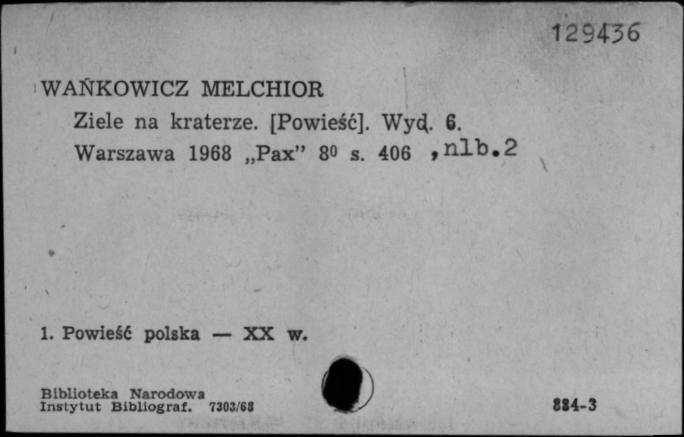 129436
WAŃKOWICZ MELCHIOR
Ziele na kraterze. [Powieść]. Wyd. 6.
Warszawa 1968 „Pax” 8⁰ s. 406 , nlb.2
1. Powieść polska — XX w.
Biblioteka Narodowa
Instytut Bibliograf. 7303/68
884-3